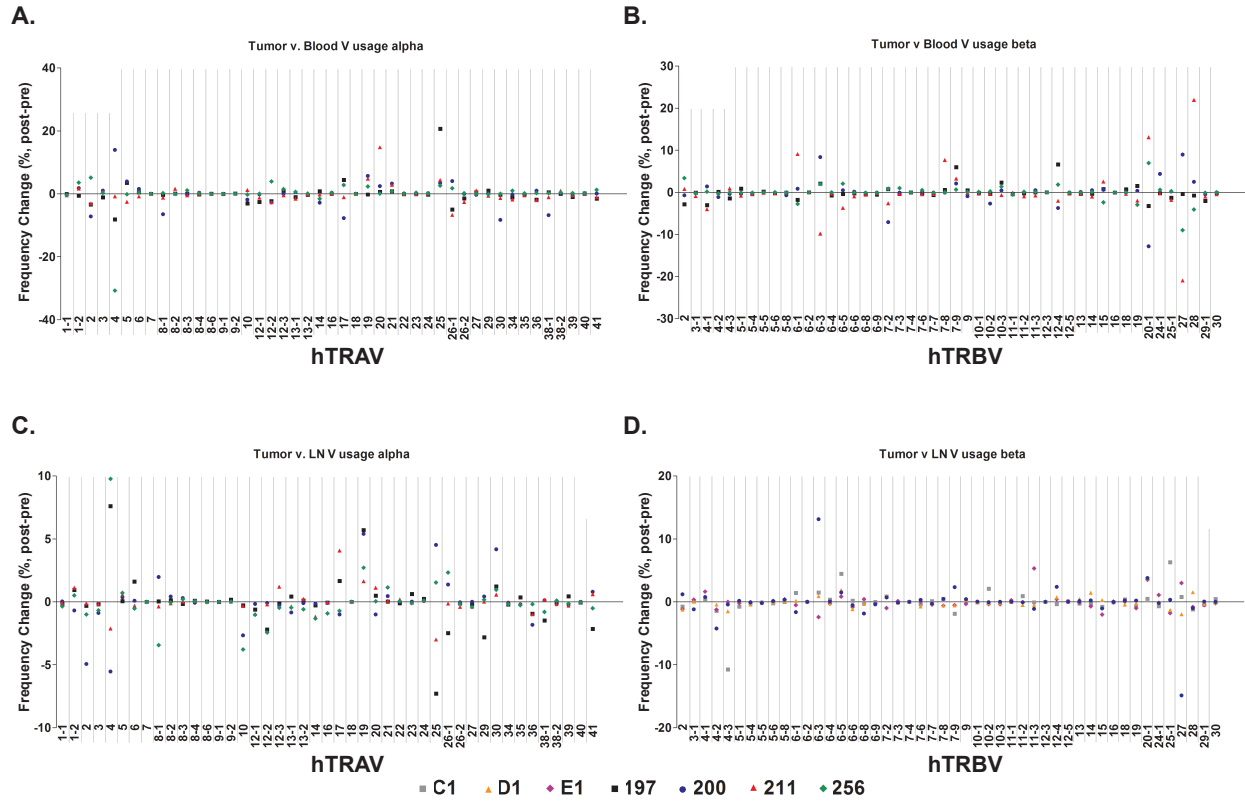 A.
Tumor v. Blood V usage alpha
Frequency Change (%, post-pre)
40
20
0
-20
-40
1-1 1-2 2 3 4 5 6 7 8-1 8-2 8-3 8-4 8-6 9-1 9-2 10 12-1 12-2 12-3 13-1 13-2 14 16 17 18 19 20 21 22 23 24 25 26-1 26-2 27 29 30 34 35 36 38-1 38-2 39 40 41
hTRAV
B.
Tumor v Blood V usage beta
Frequency Change (%, post-pre)
30
20
10
0
-10
-20
-30
2 3-1 4-1 4-2 4-3 5-1 5-4 5-5 5-6 5-8 6-1 6-2 6-3 6-4 6-5 6-6 6-8 6-9 7-2 7-3 7-4 7-6 7-7 7-8 7-9 9 10-1 10-2 10-3 11-1 11-2 11-3 12-3 12-4 12-5 13 14 15 16 18 19 20-1 24-1 25-1 27 28 29-1 30
hTRBV
C.
Tumor v. LN V usage alpha
Frequency Change (%, post-pre)
10
5
0
-5
-10
1-1 1-2 2 3 4 5 6 7 8-1 8-2 8-3 8-4 8-6 9-1 9-2 10 12-1 12-2 12-3 13-1 13-2 14 16 17 18 19 20 21 22 23 24 25 26-1 26-2 27 29 30 34 35 36 38-1 38-2 39 40 41
hTRAV
D.
Tumor v LN V usage beta
Frequency Change (%, post-pre)
20
10
0
-10
-20
2 3-1 4-1 4-2 4-3 5-1 5-4 5-5 5-6 5-8 6-1 6-2 6-3 6-4 6-5 6-6 6-8 6-9 7-2 7-3 7-4 7-6 7-7 7-8 7-9 9 10-1 10-2 10-3 11-1 11-2 11-3 12-3 12-4 12-5 13 14 15 16 18 19 20-1 24-1 25-1 27 28 29-1 30
hTRBV
C1 D1 E1 197 200 211 256